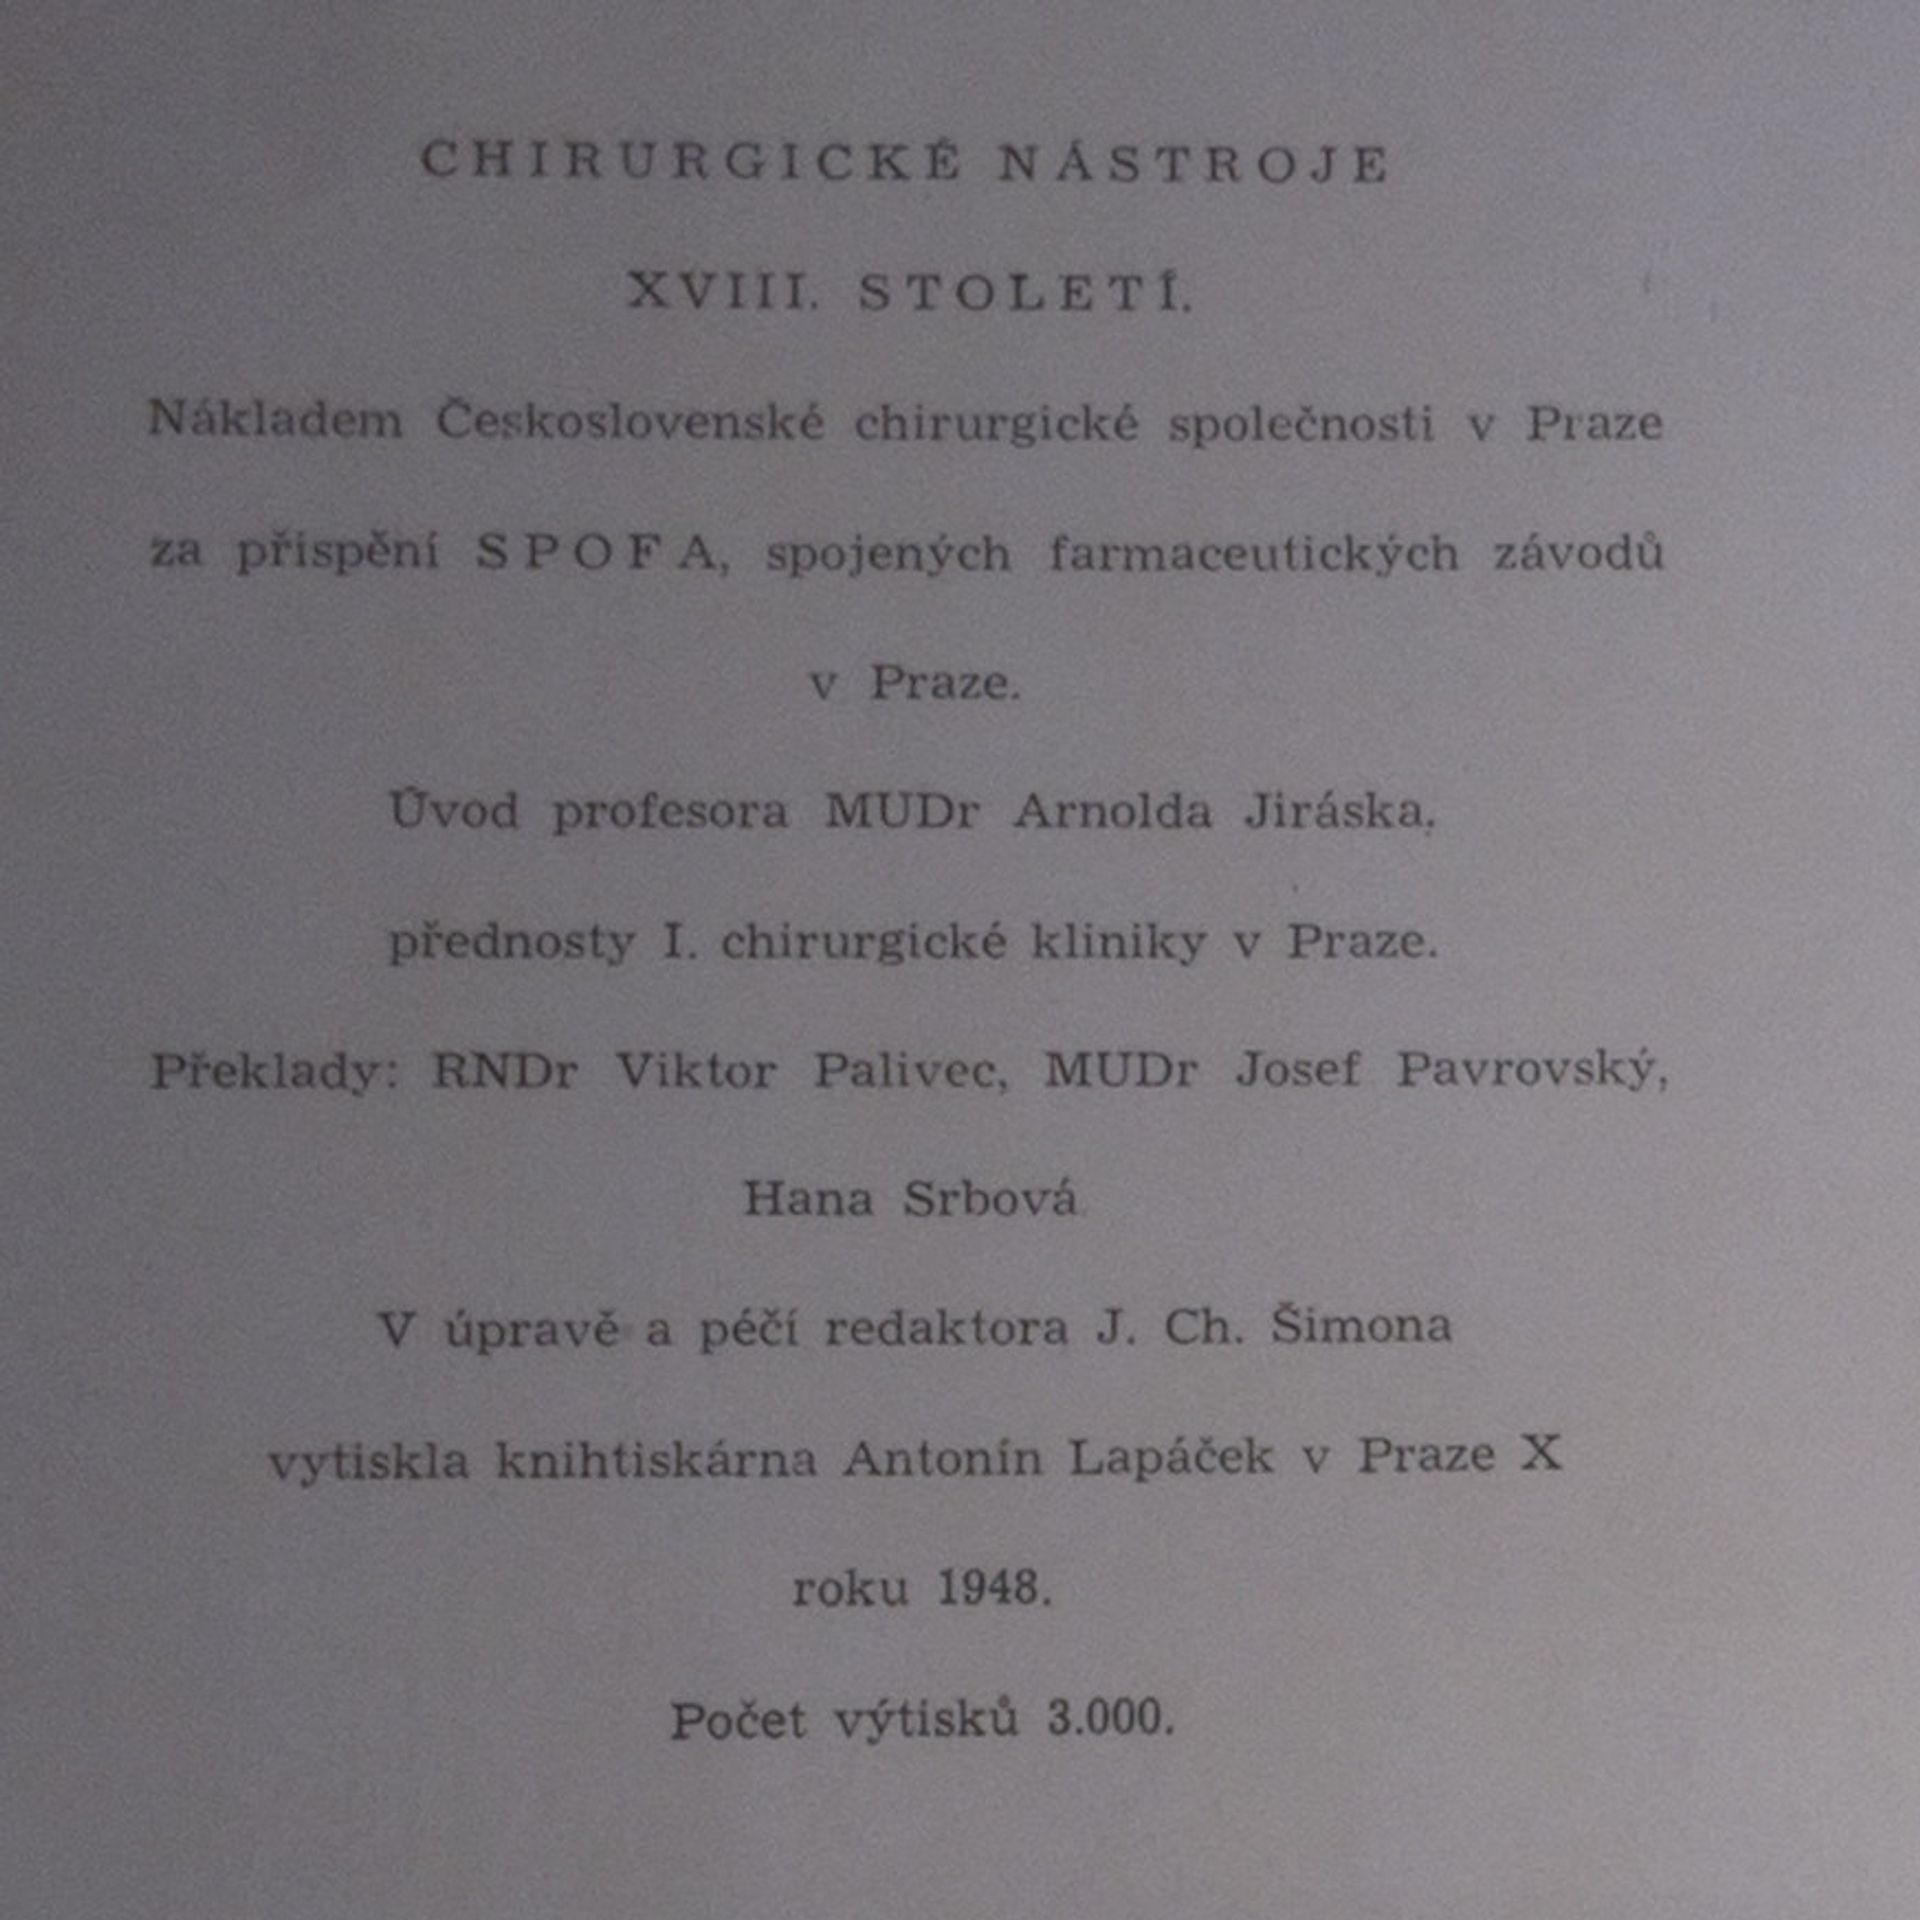 CHIRURGICKÉ NÁSTROJE
XVIII. STOLETÍ.
Nákladem Československé chirurgické společnosti v Praze
za přispění SPOFA, spojených farmaceutických závodů
v Praze.
Úvod profesora MUDr Arnolda Jiráska,
přednosty I. chirurgické kliniky v Praze.
Překlady: RNDr Viktor Palivec, MUDr Josef Pavrovský,
Hana Srbová
V úpravě a péčí redaktora J. Ch. Šimona
vytiskla knihtiskárna Antonín Lapáček v Praze X
roku 1948.
Počet výtisků 3.000.